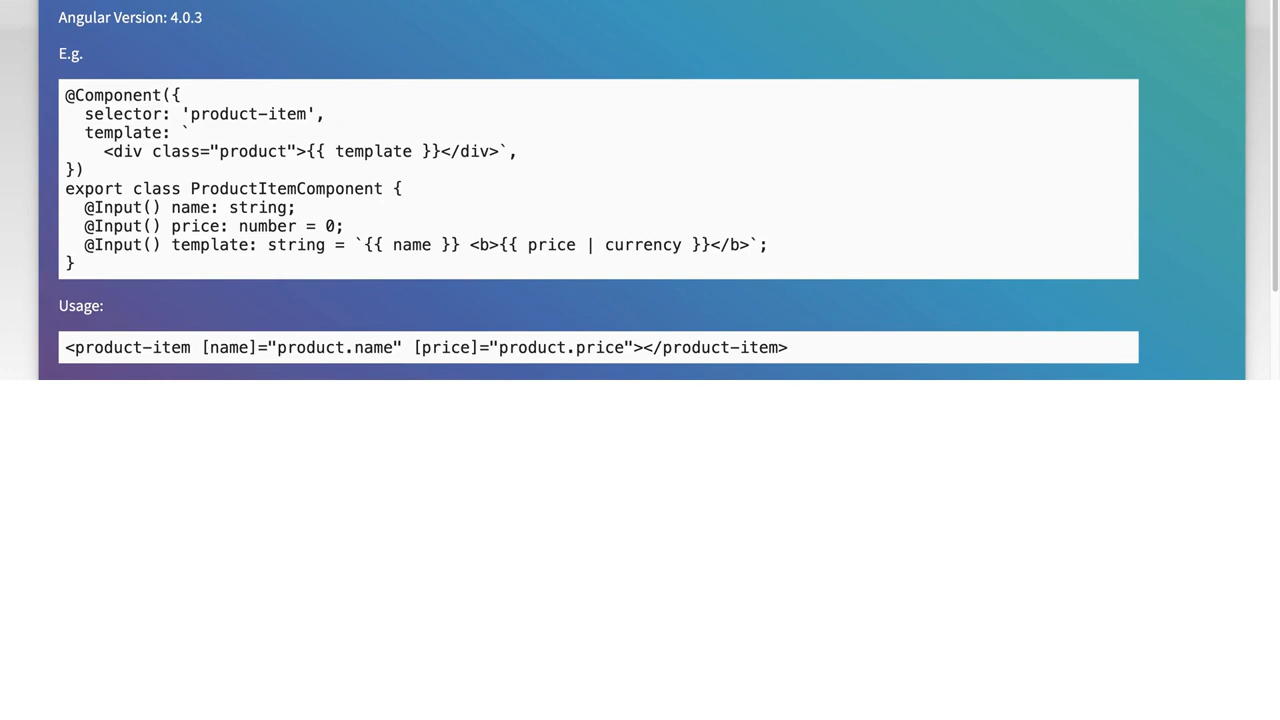 Angular Version: 4.0.3
E.g.
@Component({
  selector: 'product-item',
  template: `
    <div class="product">{{ template }}</div>`,
})
export class ProductItemComponent {
  @Input() name: string;
  @Input() price: number = 0;
  @Input() template: string = `{{ name }} <b>{{ price | currency }}</b>`;
}
Usage:
<product-item [name]="product.name" [price]="product.price"></product-item>